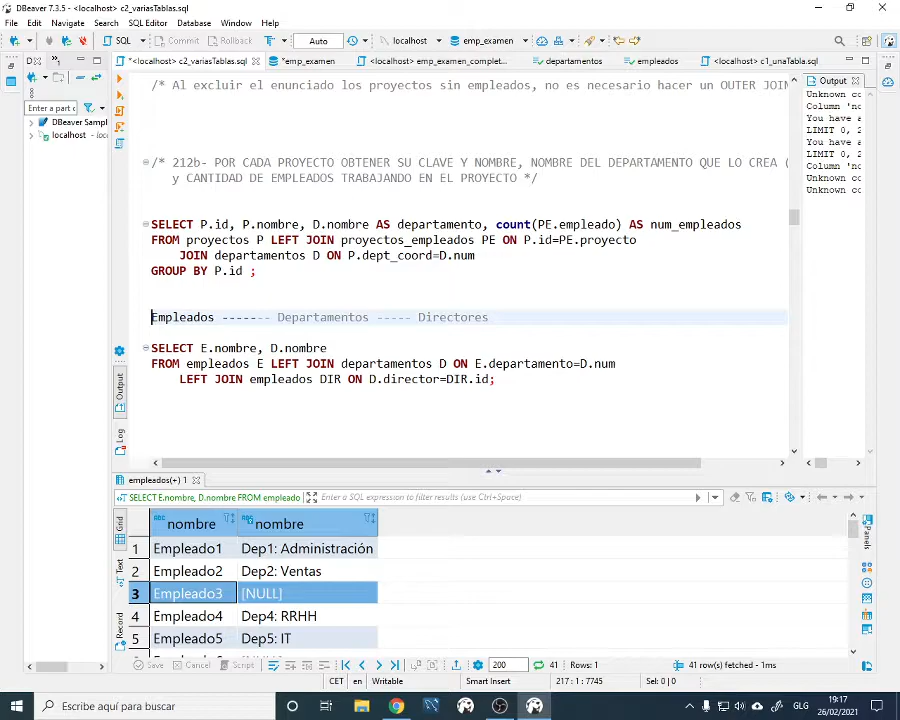 DBeaver 7.3.5 - <localhost> c2_variasTablas.sql
File Edit Navigate Search SQL Editor Database Window Help
SQL Commit Rollback T Auto localhost emp_examen
*<localhost> c2_variasTablas.sql *emp_examen <localhost> emp_examen_complet... departamentos empleados <localhost> c1_unaTabla.sql
Enter a part
DBeaver Sampl
localhost
/* Al excluir el enunciado los proyectos sin empleados, no es necesario hacer un OUTER JOIN
/* 212b- POR CADA PROYECTO OBTENER SU CLAVE Y NOMBRE, NOMBRE DEL DEPARTAMENTO QUE LO CREA (
y CANTIDAD DE EMPLEADOS TRABAJANDO EN EL PROYECTO */
SELECT P.id, P.nombre, D.nombre AS departamento, count(PE.empleado) AS num_empleados
FROM proyectos P LEFT JOIN proyectos_empleados PE ON P.id=PE.proyecto
JOIN departamentos D ON P.dept_coord=D.num
GROUP BY P.id ;
Empleados ------- Departamentos ----- Directores
SELECT E.nombre, D.nombre
FROM empleados E LEFT JOIN departamentos D ON E.departamento=D.num
LEFT JOIN empleados DIR ON D.director=DIR.id;
Output
Log
Output
Unknown cc
Column 'no
You have a
LIMIT 0, 2
You have a
LIMIT 0, 2
Column 'no
Unknown cc
Unknown cc
empleados(+) 1
SELECT E.nombre, D.nombre FROM empleado Enter a SQL expression to filter results (use Ctrl+Space)
Grid
Text
Record
Panels
nombre nombre
1 Empleado1 Dep1: Administración
2 Empleado2 Dep2: Ventas
3 Empleado3 [NULL]
4 Empleado4 Dep4: RRHH
5 Empleado5 Dep5: IT
Save Cancel Script 200 41 Rows: 1 41 row(s) fetched - 1ms
CET en Writable Smart Insert 217 : 1 : 7745 Sel: 0 | 0
Escribe aquí para buscar
GLG
19:17
26/02/2021